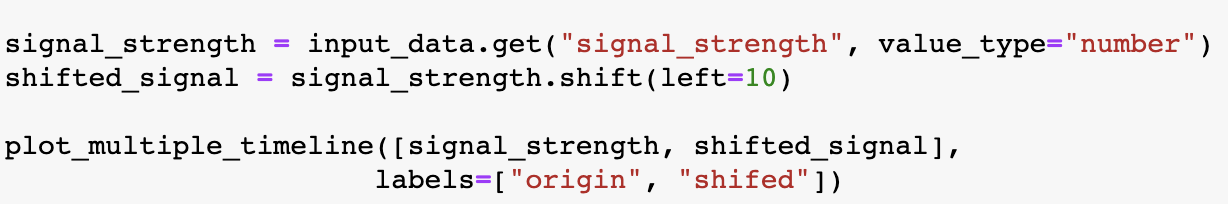 signal_strength = input_data.get("signal_strength", value_type="number")
shifted_signal = signal_strength.shift(left=10)
plot_multiple_timeline([signal_strength, shifted_signal],
labels=["origin", "shifed"])